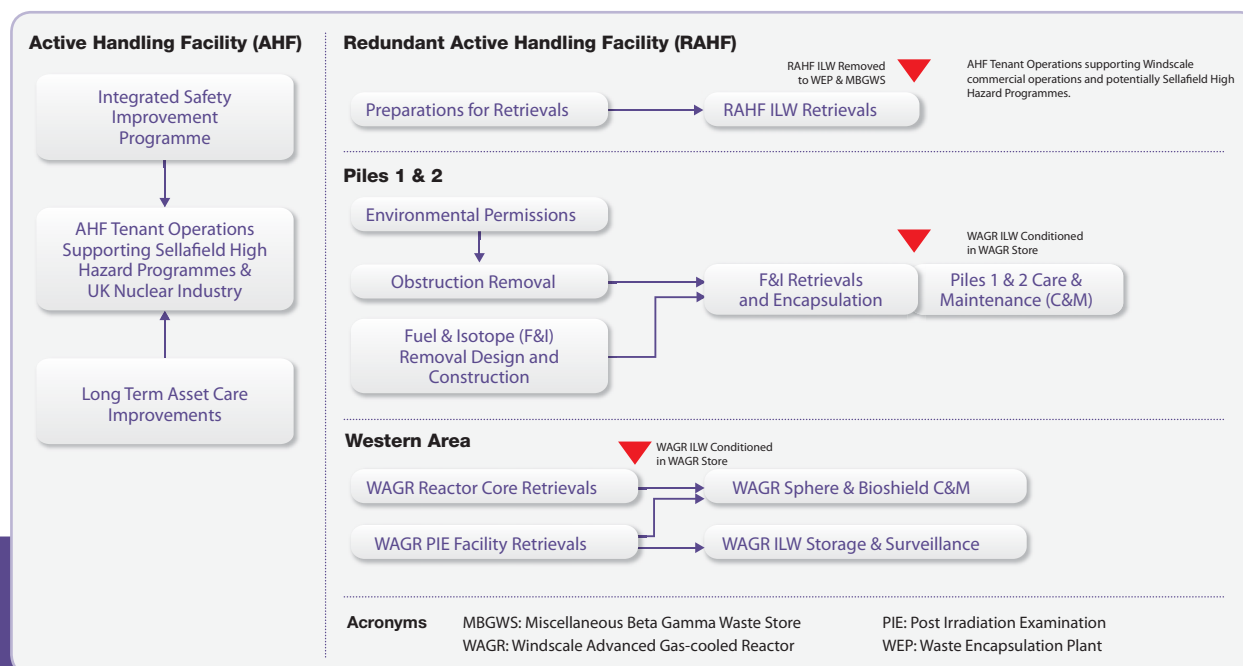 Active Handling Facility (AHF)
Integrated Safety
Improvement
Programme
AHF Tenant Operations
Supporting Sellafield High
Hazard Programmes &
UK Nuclear Industry
Long Term Asset Care
Improvements
Redundant Active Handling Facility (RAHF)
RAHF ILW Removed
to WEP & MBGWS
AHF Tenant Operations supporting Windscale
commercial operations and potentially Sellafield High
Hazard Programmes.
Preparations for Retrievals
RAHF ILW Retrievals
Piles 1 & 2
Environmental Permissions
WAGR ILW Conditioned
in WAGR Store
Obstruction Removal
F&I Retrievals
and Encapsulation
Piles 1 & 2 Care &
Maintenance (C&M)
Fuel & Isotope (F&I)
Removal Design and
Construction
Western Area
WAGR ILW Conditioned
in WAGR Store
WAGR Reactor Core Retrievals
WAGR Sphere & Bioshield C&M
WAGR PIE Facility Retrievals
WAGR ILW Storage & Surveillance
Acronyms
MBGWS: Miscellaneous Beta Gamma Waste Store
PIE: Post Irradiation Examination
WAGR: Windscale Advanced Gas-cooled Reactor
WEP: Waste Encapsulation Plant